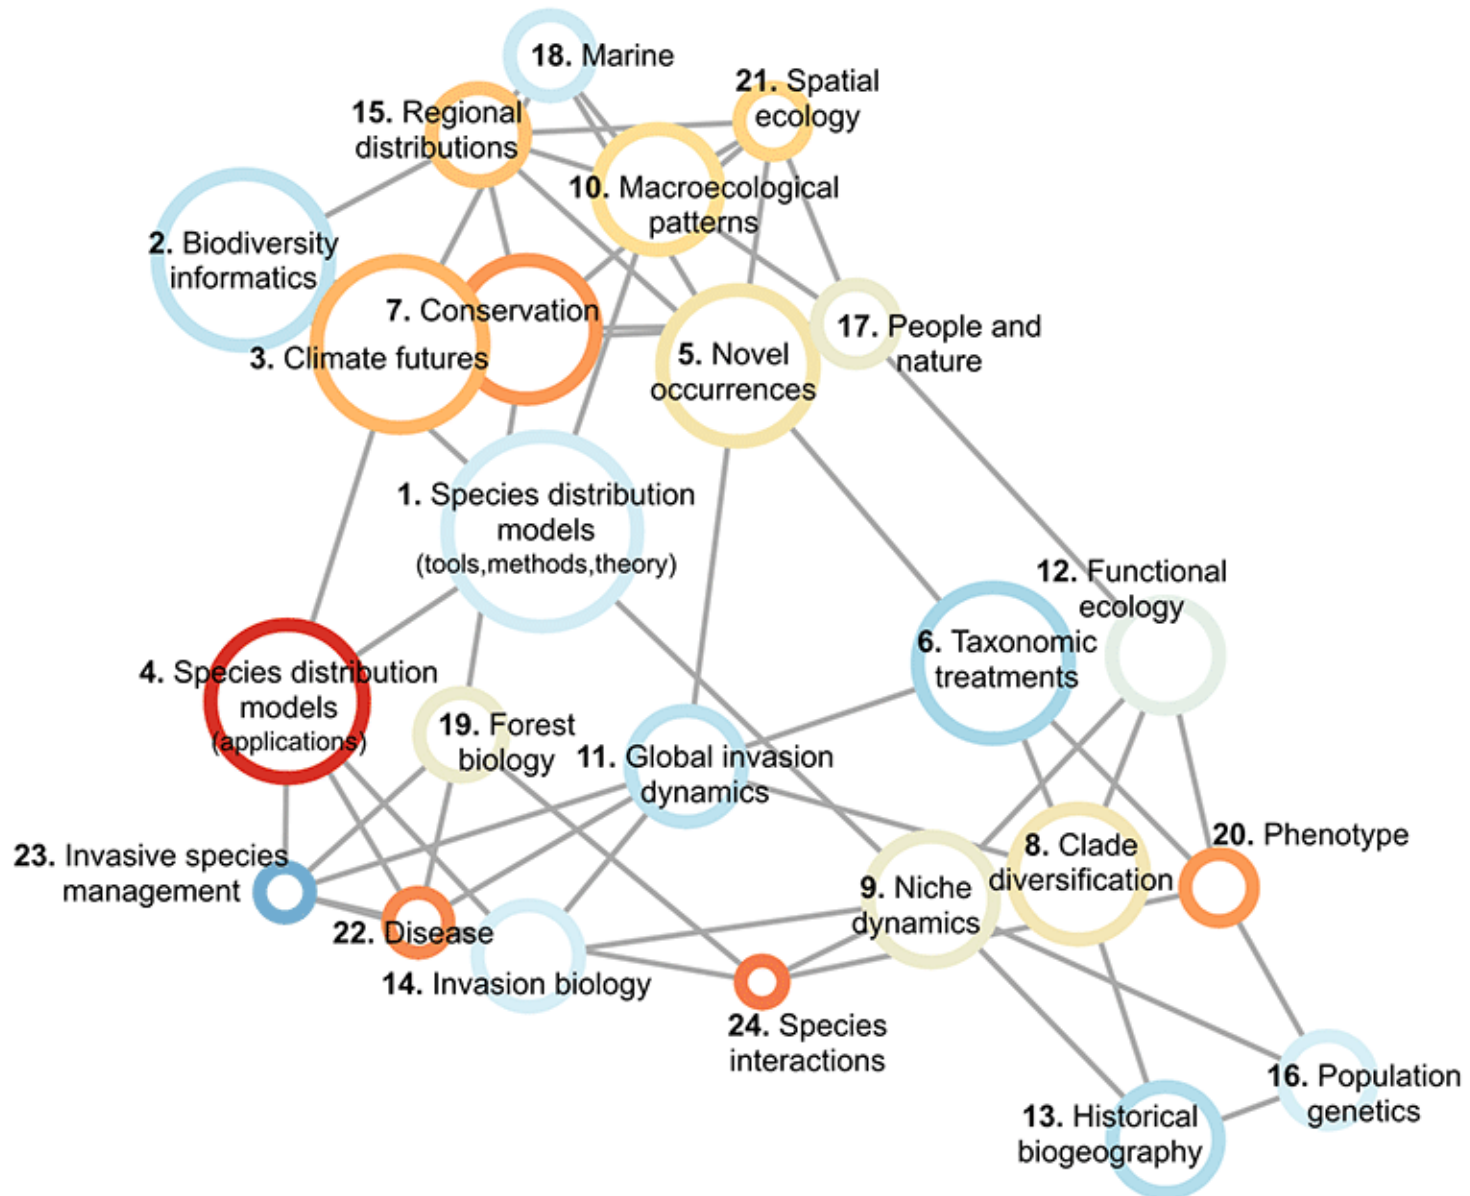 18. Marine
21. Spatial
ecology
15. Regional
distributions
10. Macroecological
patterns
2. Biodiversity
informatics
7. Conservation
17. People and
nature
3. Climate futures
5. Novel
occurrences
1. Species distribution
models
(tools,methods,theory)
12. Functional
ecology
6. Taxonomic
treatments
4. Species distribution
models
(applications)
19. Forest
biology
11. Global invasion
dynamics
20. Phenotype
8. Clade
diversification
23. Invasive species
management
9. Niche
dynamics
22. Disease
14. Invasion biology
24. Species
interactions
16. Population
genetics
13. Historical
biogeography